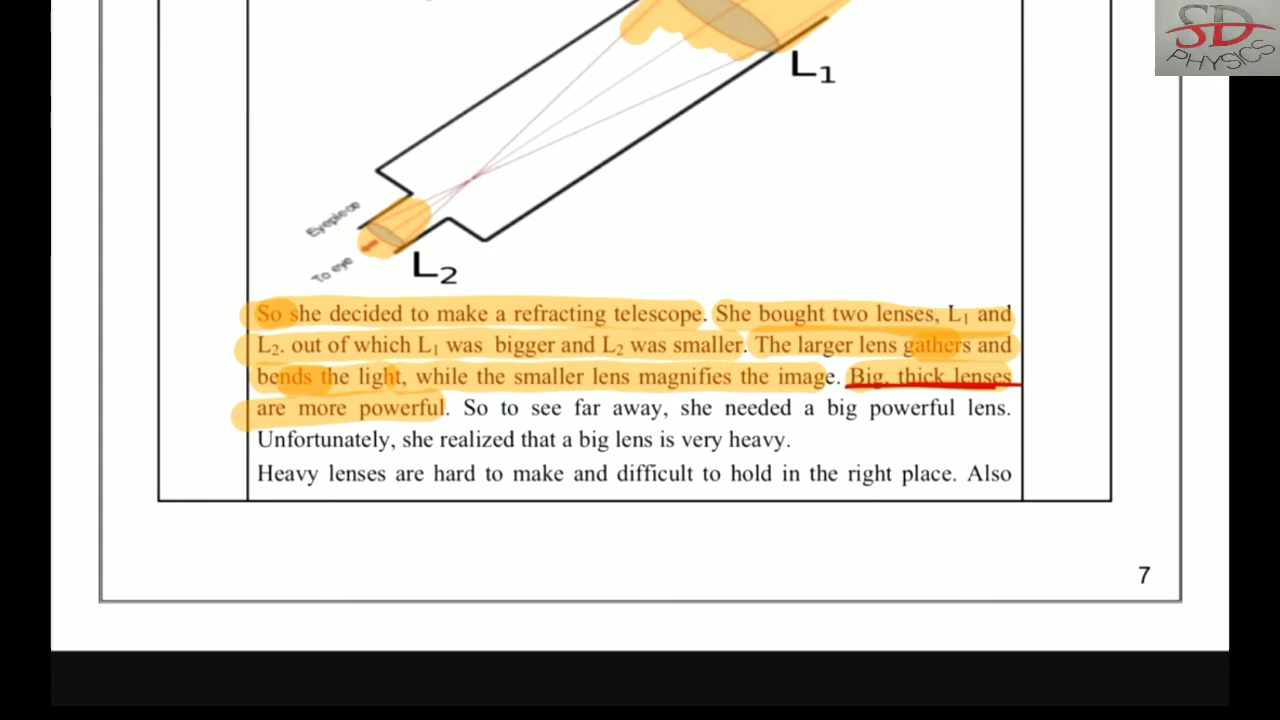 SD
PHYSICS
L₁
Eyepiece
To eye
L₂
So she decided to make a refracting telescope. She bought two lenses, L₁ and
L₂. out of which L₁ was bigger and L₂ was smaller. The larger lens gathers and
bends the light, while the smaller lens magnifies the image. Big, thick lenses
are more powerful. So to see far away, she needed a big powerful lens.
Unfortunately, she realized that a big lens is very heavy.
Heavy lenses are hard to make and difficult to hold in the right place. Also
7